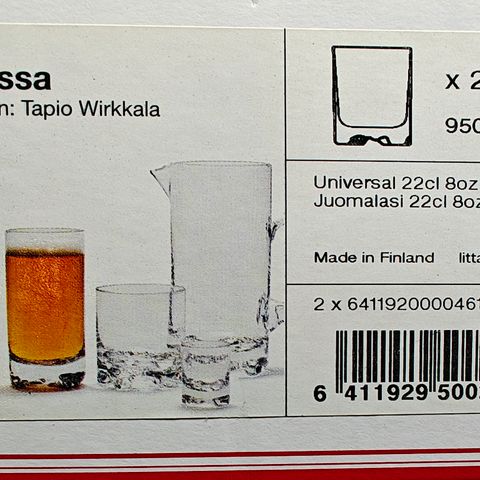 ssa
n: Tapio Wirkkala
x 2
950
Universal 22cl 8oz
Juomalasi 22cl 8oz
Made in Finland iitta
2 x 6411920000461
6 411929 500